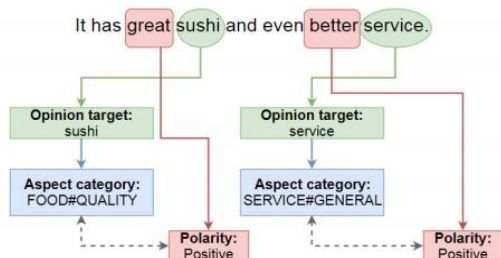 It has great sushi and even better service.
Opinion target:
sushi
Opinion target:
service
Aspect category:
FOOD#QUALITY
Aspect category:
SERVICE#GENERAL
Polarity:
Positive
Polarity:
Positive